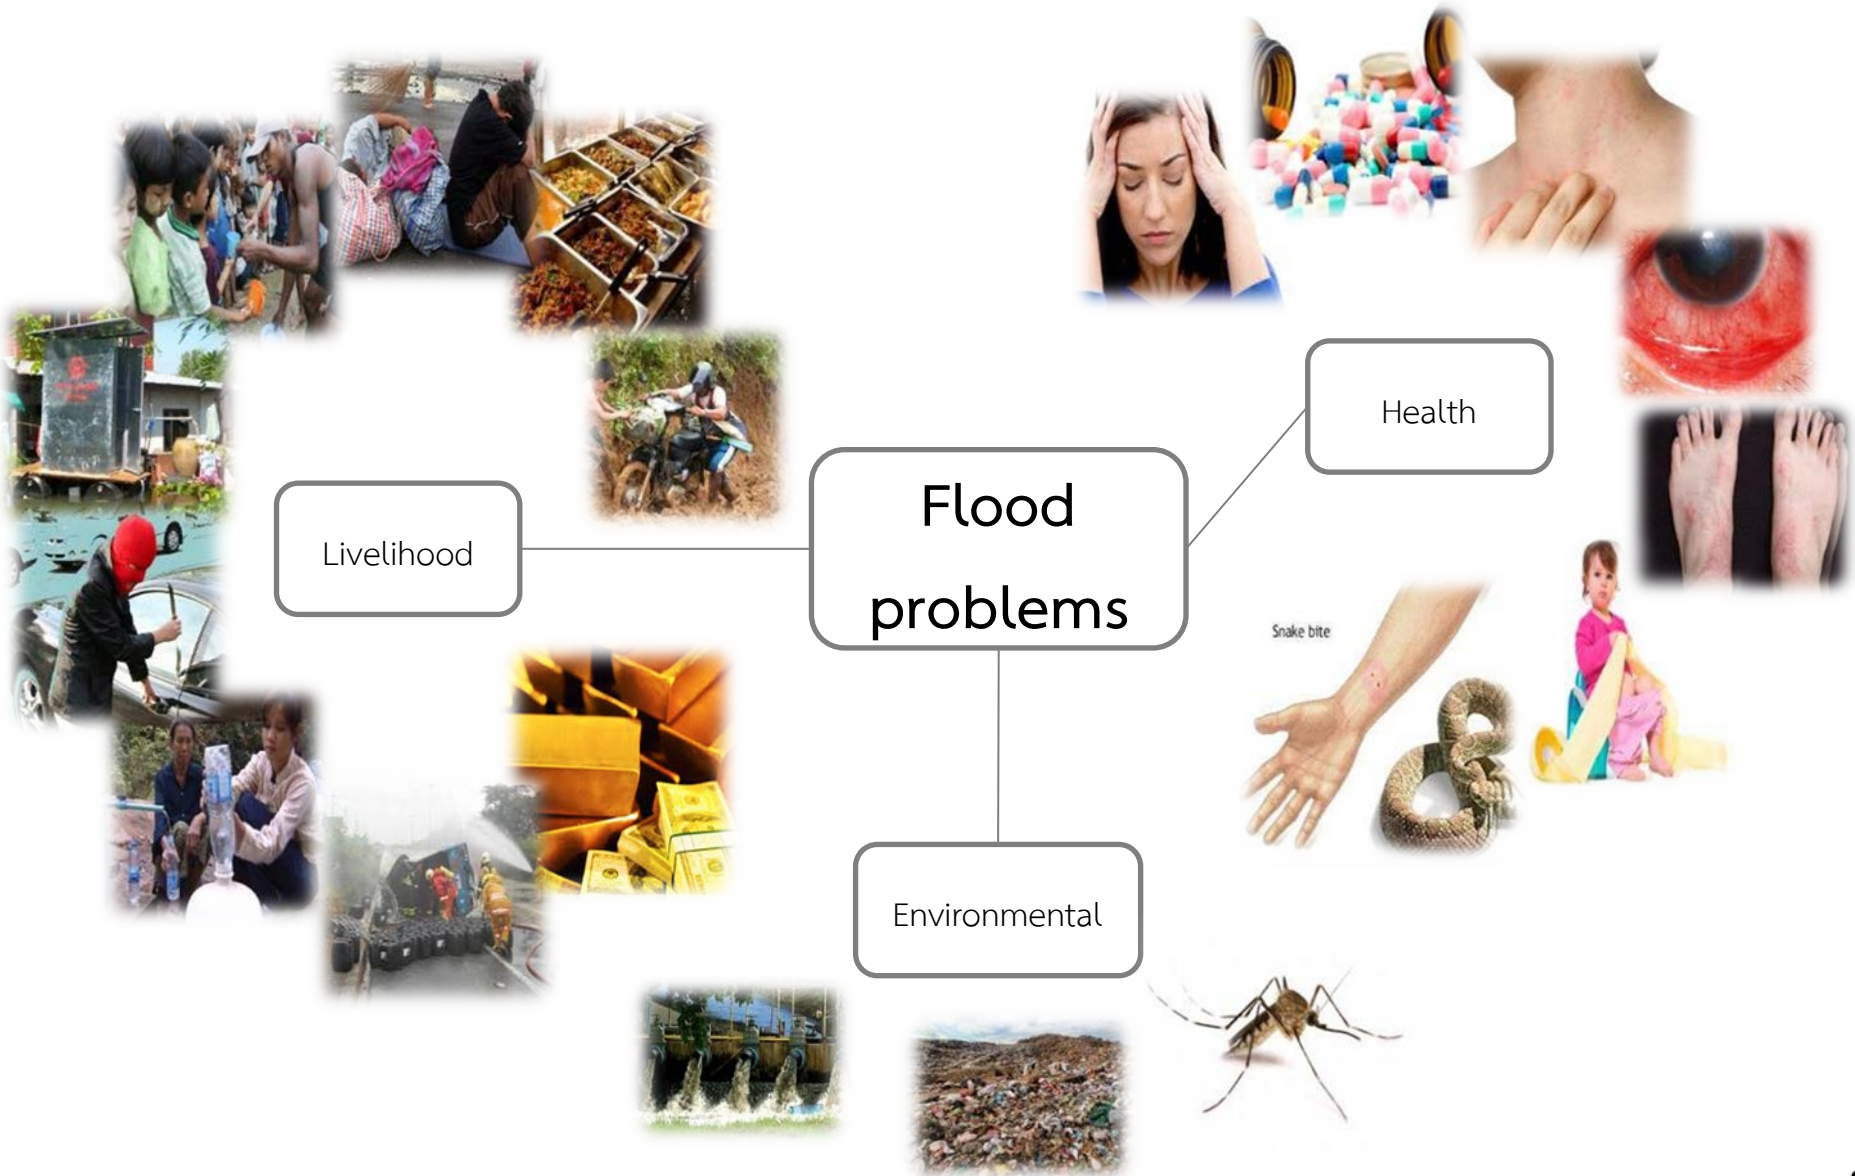 Flood
problems
Health
Livelihood
Snake bite
Environmental